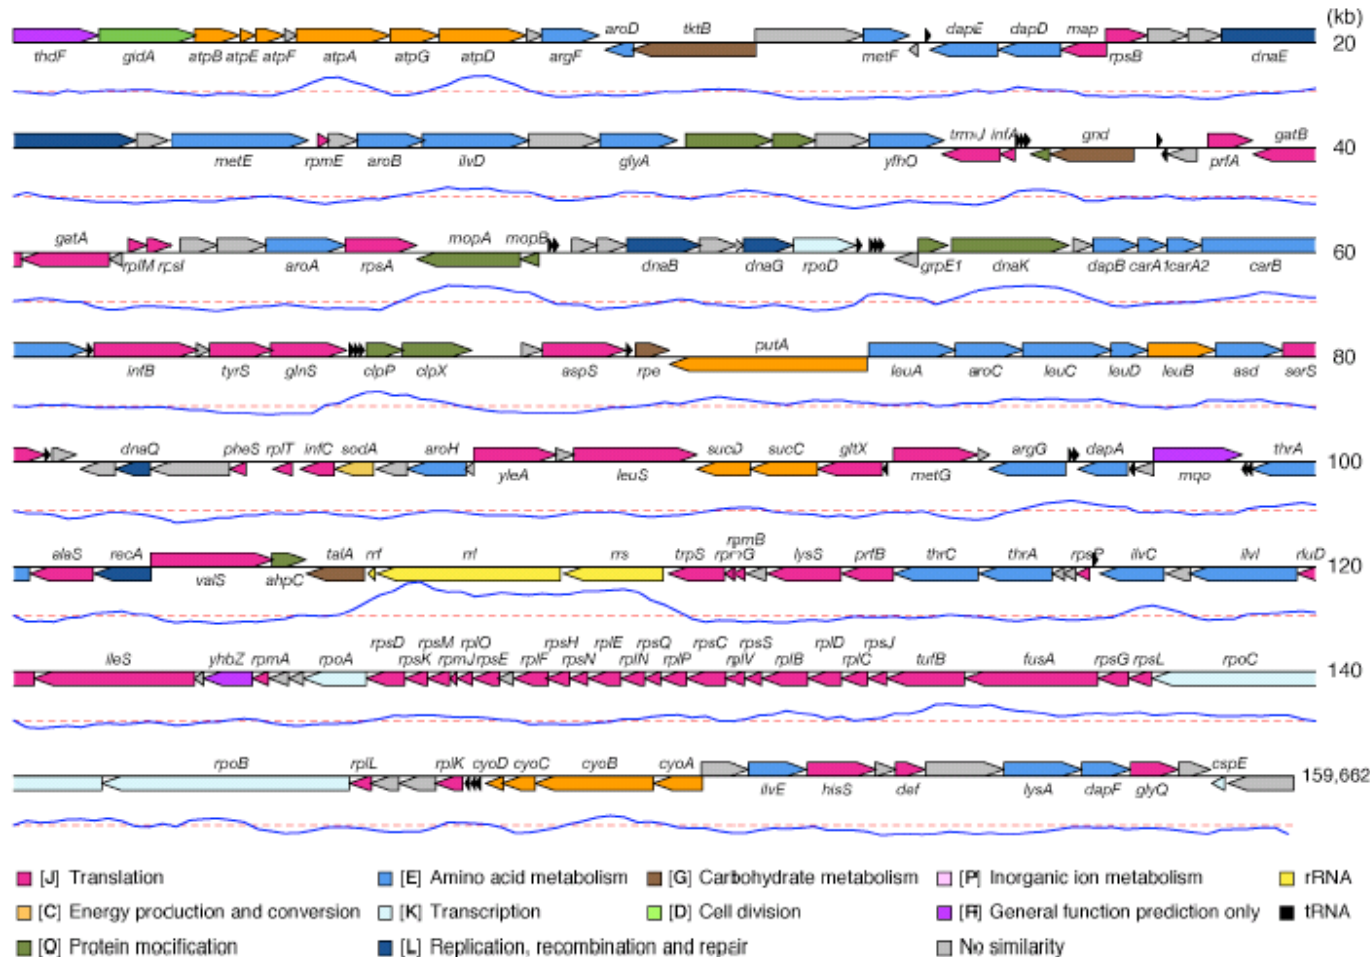 (kb)
aroD tktB dapE dapD map
20
thdF gidA atpB atpE atpF atpA atpG atpD argF metF rpsB dnaE
trmU infA gnd gatB
40
metE rpmE aroB ilvD glyA yfhO prfA
gatA mopA mopB
60
rplM rpsI aroA rpsA dnaB dnaG rpoD grpE1 dnaK dapB carA1 carA2 carB
putA
80
infB tyrS glnS clpP clpX aspS rpe leuA aroC leuC leuD leuB asd serS
dnaQ pheS rplT infC sodA aroH sucD sucC gltX argG dapA thrA
100
yleA leuS metG mqo
rpmB
alaS recA talA rrf rrl rrs trpS rpmG lysS prfB thrC thrA rpsP ilvC ilvI rluD
120
valS ahpC
rpsD rpsM rplO rpsH rplE rpsQ rpsC rpsS rplD rpsJ
ileS yhbZ rpmA rpoA rpsK rpmJ rpsE rplF rpsN rplN rplP rplV rplB rplC tufB fusA rpsG rpsL rpoC
140
rpoB rplL rplK cyoD cyoC cyoB cyoA cspE
159,662
ilvE hisS def lysA dapF glyQ
[J] Translation [E] Amino acid metabolism [G] Carbohydrate metabolism [P] Inorganic ion metabolism rRNA
[C] Energy production and conversion [K] Transcription [D] Cell division [R] General function prediction only tRNA
[O] Protein mocification [L] Replication, recombination and repair No similarity